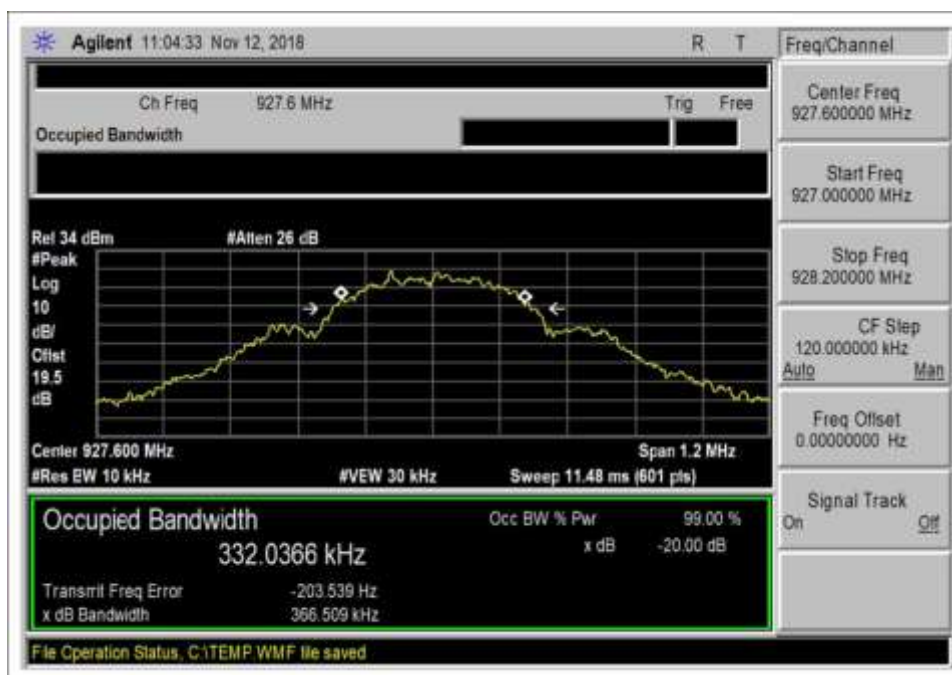 Agilent 11:04:33 Nov 12, 2018 R T
Freq/Channel
Ch Freq 927.6 MHz Trig Free
Occupied Bandwidth
Center Freq
927.600000 MHz
Start Freq
927.000000 MHz
Stop Freq
928.200000 MHz
CF Step
120.000000 kHz
Auto Man
Freq Offset
0.00000000 Hz
Signal Track
On Off
Ref 34 dBm #Atten 26 dB
#Peak
Log
10
dB/
Offst
19.5
dB
Center 927.600 MHz Span 1.2 MHz
#Res BW 10 kHz #VBW 30 kHz Sweep 11.48 ms (601 pts)
Occupied Bandwidth Occ BW % Pwr 99.00 %
332.0366 kHz x dB -20.00 dB
Transmit Freq Error -203.539 Hz
x dB Bandwidth 366.509 kHz
File Operation Status, C:\TEMP.WMF file saved